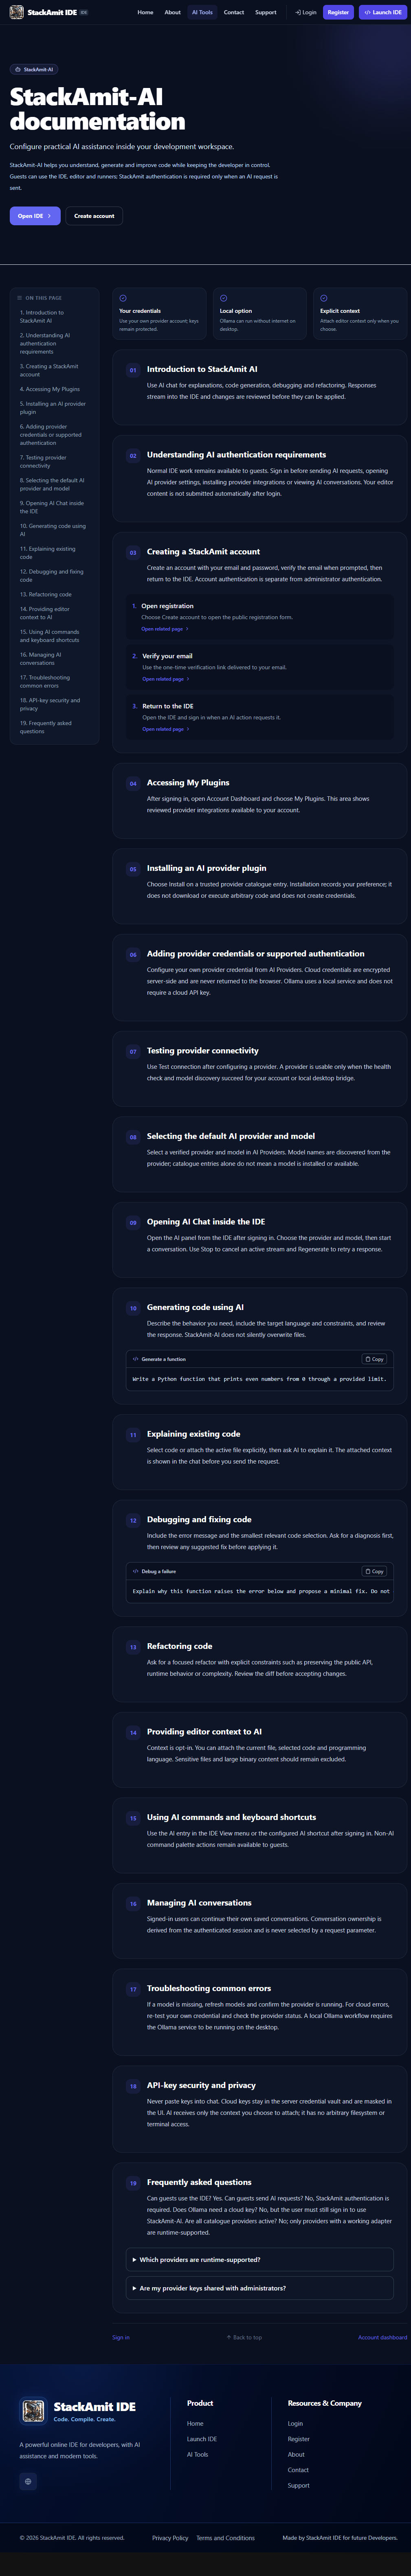 StackAmit IDE
Home
About
AI Tools
Contact
Support
Login
Register
Launch IDE
StackAmit-AI
StackAmit-AI
documentation
Configure practical AI assistance inside your development workspace.
StackAmit-AI helps you understand, generate and improve code while keeping the developer in control.
Guests can use the IDE, editor and runners; StackAmit authentication is required only when an AI request is
sent.
Open IDE
Create account
ON THIS PAGE
1. Introduction to
StackAmit AI
2. Understanding AI
authentication
requirements
3. Creating a StackAmit
account
4. Accessing My Plugins
5. Installing an AI provider
plugin
6. Adding provider
credentials or supported
authentication
7. Testing provider
connectivity
8. Selecting the default AI
provider and model
9. Opening AI Chat inside
the IDE
10. Generating code using
AI
11. Explaining existing
code
12. Debugging and fixing
code
13. Refactoring code
14. Providing editor
context to AI
15. Using AI commands
and keyboard shortcuts
16. Managing AI
conversations
17. Troubleshooting
common errors
18. API-key security and
privacy
19. Frequently asked
questions
Your credentials
Use your own provider account; keys
remain protected.
Local option
Ollama can run without internet on
desktop.
Explicit context
Attach editor context only when you
choose.
01
Introduction to StackAmit AI
Use AI chat for explanations, code generation, debugging and refactoring. Responses
stream into the IDE and changes are reviewed before they can be applied.
02
Understanding AI authentication requirements
Normal IDE work remains available to guests. Sign in before sending AI requests, opening
AI provider settings, installing provider integrations or viewing AI conversations. Your editor
content is not submitted automatically after login.
03
Creating a StackAmit account
Create an account with your email and password, verify the email when prompted, then
return to the IDE. Account authentication is separate from administrator authentication.
1. Open registration
Choose Create account to open the public registration form.
Open related page
2. Verify your email
Use the one-time verification link delivered to your email.
Open related page
3. Return to the IDE
Open the IDE and sign in when an AI action requests it.
Open related page
04
Accessing My Plugins
After signing in, open Account Dashboard and choose My Plugins. This area shows
reviewed provider integrations available to your account.
05
Installing an AI provider plugin
Choose Install on a trusted provider catalogue entry. Installation records your preference; it
does not download or execute arbitrary code and does not create credentials.
06
Adding provider credentials or supported authentication
Configure your own provider credential from AI Providers. Cloud credentials are encrypted
server-side and are never returned to the browser. Ollama uses a local service and does not
require a cloud API key.
07
Testing provider connectivity
Use Test connection after configuring a provider. A provider is usable only when the health
check and model discovery succeed for your account or local desktop bridge.
08
Selecting the default AI provider and model
Select a verified provider and model in AI Providers. Model names are discovered from the
provider; catalogue entries alone do not mean a model is installed or available.
09
Opening AI Chat inside the IDE
Open the AI panel from the IDE after signing in. Choose the provider and model, then start
a conversation. Use Stop to cancel an active stream and Regenerate to retry a response.
10
Generating code using AI
Describe the behavior you need, include the target language and constraints, and review
the response. StackAmit-AI does not silently overwrite files.
Generate a function
Copy
Write a Python function that prints even numbers from 0 through a provided limit.
11
Explaining existing code
Select code or attach the active file explicitly, then ask AI to explain it. The attached context
is shown in the chat before you send the request.
12
Debugging and fixing code
Include the error message and the smallest relevant code selection. Ask for a diagnosis first,
then review any suggested fix before applying it.
Debug a failure
Copy
Explain why this function raises the error below and propose a minimal fix. Do not
13
Refactoring code
Ask for a focused refactor with explicit constraints such as preserving the public API,
runtime behavior or complexity. Review the diff before accepting changes.
14
Providing editor context to AI
Context is opt-in. You can attach the current file, selected code and programming
language. Sensitive files and large binary content should remain excluded.
15
Using AI commands and keyboard shortcuts
Use the AI entry in the IDE View menu or the configured AI shortcut after signing in. Non-AI
command palette actions remain available to guests.
16
Managing AI conversations
Signed-in users can continue their own saved conversations. Conversation ownership is
derived from the authenticated session and is never selected by a request parameter.
17
Troubleshooting common errors
If a model is missing, refresh models and confirm the provider is running. For cloud errors,
re-test your own credential and check the provider status. A local Ollama workflow requires
the Ollama service to be running on the desktop.
18
API-key security and privacy
Never paste keys into chat. Cloud keys stay in the server credential vault and are masked in
the UI. AI receives only the context you choose to attach; it has no arbitrary filesystem or
terminal access.
19
Frequently asked questions
Can guests use the IDE? Yes. Can guests send AI requests? No, StackAmit authentication is
required. Does Ollama need a cloud key? No, but the user must still sign in to use
StackAmit-AI. Are all catalogue providers active? No; only providers with a working adapter
are runtime-supported.
Which providers are runtime-supported?
Are my provider keys shared with administrators?
Sign in
Back to top
Account dashboard
StackAmit IDE
Code. Compile. Create.
A powerful online IDE for developers, with AI
assistance and modern tools.
Product
Home
Launch IDE
AI Tools
Resources & Company
Login
Register
About
Contact
Support
© 2026 StackAmit IDE. All rights reserved.
Privacy Policy
Terms and Conditions
Made by StackAmit IDE for future Developers.